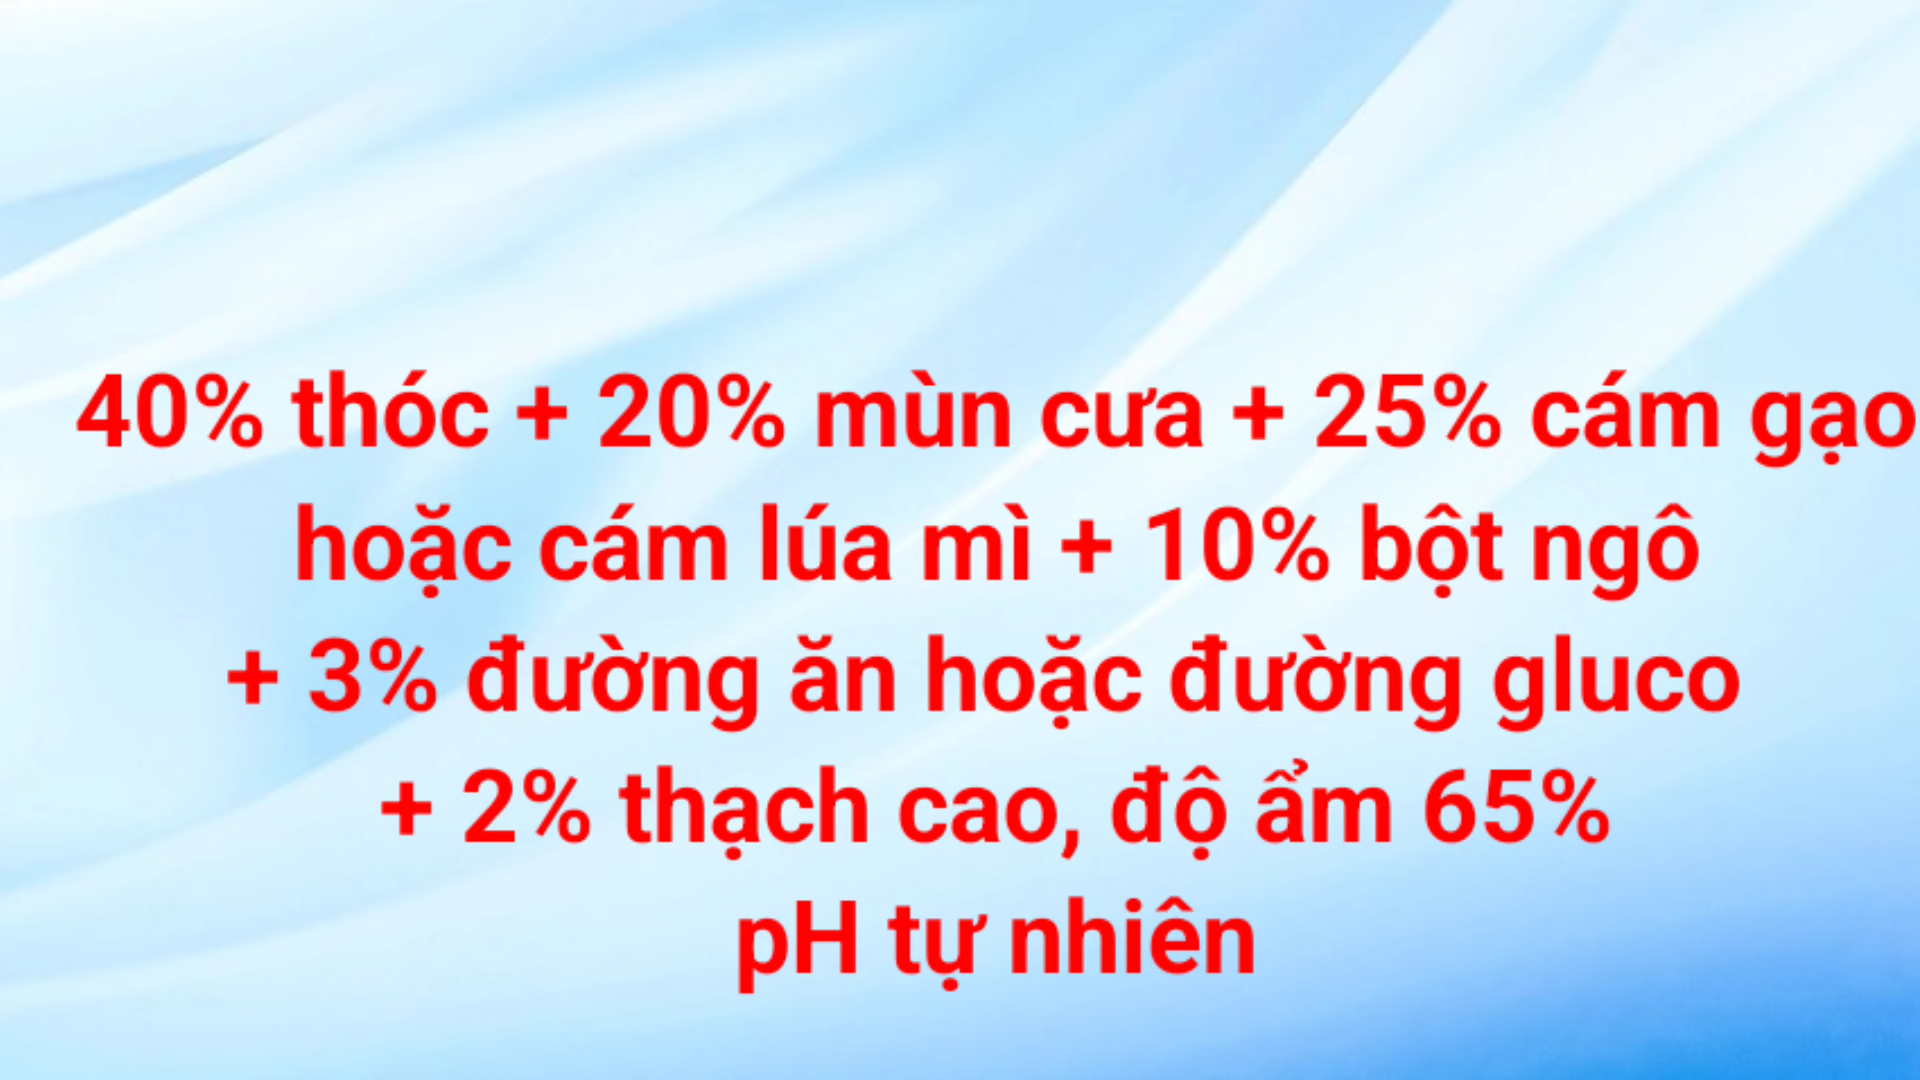 40% thóc + 20% mùn cưa + 25% cám gạo
hoặc cám lúa mì + 10% bột ngô
+ 3% đường ăn hoặc đường gluco
+ 2% thạch cao, độ ẩm 65%
pH tự nhiên